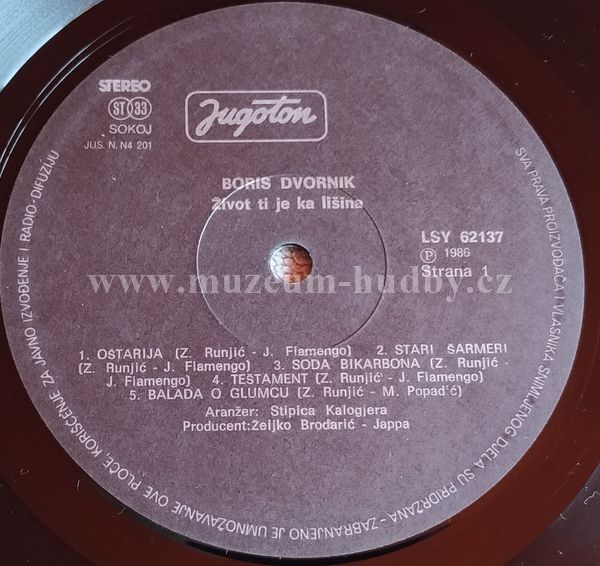 STEREO
ST 33
SOKOJ
JUS. N. N4 201
Jugoton
BORIS DVORNIK
Život ti je ka lišina
LSY 62137
Ⓟ 1986
Strana 1
www.muzeum-hudby.cz
1. OŠTARIJA (Z. Runjić - J. Fiamengo) 2. STARI ŠARMERI
(Z. Runjić - J. Fiamengo) 3. SODA BIKARBONA (Z. Runjić -
J. Fiamengo) 4. TESTAMENT (Z. Runjić - J. Fiamengo)
5. BALADA O GLUMCU (Z. Runjić - M. Popadić)
Aranžer: Stipica Kalogjera
Producent:Željko Brodarić - Jappa
SVA PRAVA PROIZVOĐAČA I VLASNIKA SNIMLJENOG DJELA SU PRIDRŽANA - ZABRANJENO JE UMNOŽAVANJE OVE PLOČE, KORIŠĆENJE ZA JAVNO IZVOĐENJE I RADIO-DIFUZIJU